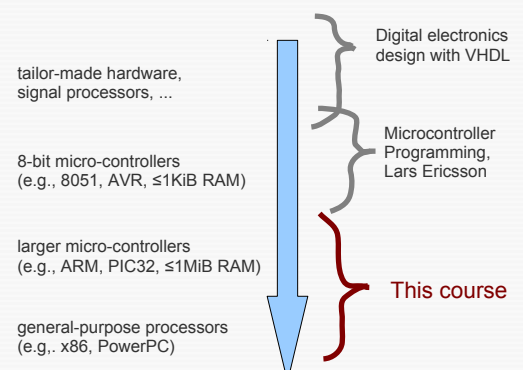 Digital electronics
design with VHDL
tailor-made hardware,
signal processors, ...
Microcontroller
Programming,
Lars Ericsson
8-bit micro-controllers
(e.g., 8051, AVR, ≤1KiB RAM)
larger micro-controllers
(e.g., ARM, PIC32, ≤1MiB RAM)
This course
general-purpose processors
(e.g,. x86, PowerPC)